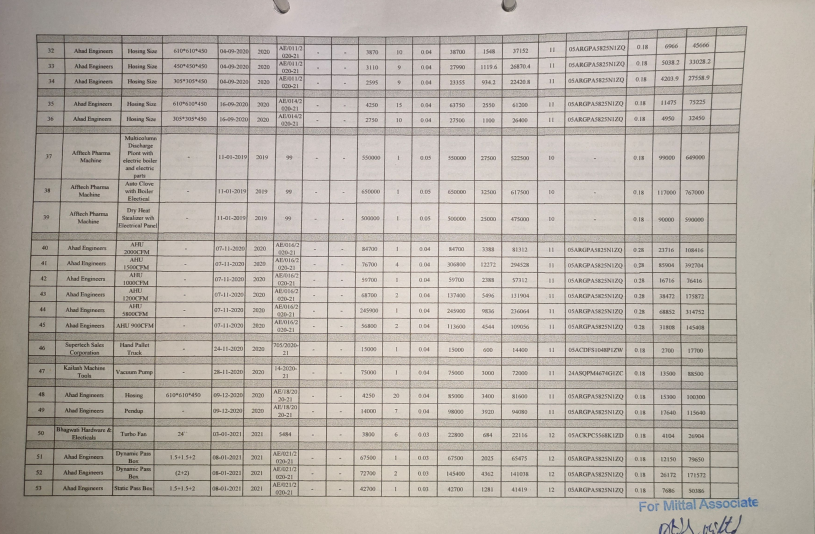 32 Ahad Engineers Hosing Size 610*610*450 04-09-2020 2020 AE/011/2020-21 - - 3870 10 0.04 38700 1548 37152 11 05ARGPA5825N1ZQ 0.18 6966 45666
33 Ahad Engineers Hosing Size 450*450*450 04-09-2020 2020 AE/011/2020-21 - - 3110 9 0.04 27990 1119.6 26870.4 11 05ARGPA5825N1ZQ 0.18 5038.2 33028.2
34 Ahad Engineers Hosing Size 305*305*450 04-09-2020 2020 AE/011/2020-21 - - 2595 9 0.04 23355 934.2 22420.8 11 05ARGPA5825N1ZQ 0.18 4203.9 27558.9
35 Ahad Engineers Hosing Size 610*610*450 16-09-2020 2020 AE/014/2020-21 - - 4250 15 0.04 63750 2550 61200 11 05ARGPA5825N1ZQ 0.18 11475 75225
36 Ahad Engineers Hosing Size 305*305*450 16-09-2020 2020 AE/014/2020-21 - - 2750 10 0.04 27500 1100 26400 11 05ARGPA5825N1ZQ 0.18 4950 32450
37 Afftech Pharma Machine Multicolumn Discharge Plant with electric boiler and electric parts - 11-01-2019 2019 99 - - 550000 1 0.05 550000 27500 522500 10 - 0.18 99000 649000
38 Afftech Pharma Machine Auto Clove with Boiler Electical - 11-01-2019 2019 99 - - 650000 1 0.05 650000 32500 617500 10 - 0.18 117000 767000
39 Afftech Pharma Machine Dry Heat with Electrical Panel - 11-01-2019 2019 99 - - 500000 1 0.05 500000 25000 475000 10 - 0.18 90000 590000
40 Ahad Engineers AHU 2000CFM - 07-11-2020 2020 AE/016/2020-21 - - 84700 1 0.04 84700 3388 81312 11 05ARGPA5825N1ZQ 0.28 23716 108416
41 Ahad Engineers AHU 1500CFM - 07-11-2020 2020 AE/016/2020-21 - - 76700 4 0.04 306800 12272 294528 11 05ARGPA5825N1ZQ 0.28 85904 392704
42 Ahad Engineers AHU 1000CFM - 07-11-2020 2020 AE/016/2020-21 - - 59700 1 0.04 59700 2388 57312 11 05ARGPA5825N1ZQ 0.28 16716 76416
43 Ahad Engineers AHU 1200CFM - 07-11-2020 2020 AE/016/2020-21 - - 68700 2 0.04 137400 5496 131904 11 05ARGPA5825N1ZQ 0.28 38472 175872
44 Ahad Engineers AHU 5800CFM - 07-11-2020 2020 AE/016/2020-21 - - 245900 1 0.04 245900 9836 236064 11 05ARGPA5825N1ZQ 0.28 68852 314752
45 Ahad Engineers AHU 900CFM - 07-11-2020 2020 AE/016/2020-21 - - 56800 2 0.04 113600 4544 109056 11 05ARGPA5825N1ZQ 0.28 31808 145408
46 Supertech Sales Corporation Hand Pallet Truck - 24-11-2020 2020 705/2020-21 - - 15000 1 0.04 15000 600 14400 11 05ACDFS1048P1ZW 0.18 2700 17700
47 Kailash Machine Tools Vacuum Pump - 28-11-2020 2020 14-2020-21 - - 75000 1 0.04 75000 3000 72000 11 24ASQPM4674G1ZC 0.18 13500 88500
48 Ahad Engineers Hosing 610*610*450 09-12-2020 2020 AE/18/2020-21 - - 4250 20 0.04 85000 3400 81600 11 05ARGPA5825N1ZQ 0.18 15300 100300
49 Ahad Engineers Pendup - 09-12-2020 2020 AE/18/2020-21 - - 14000 7 0.04 98000 3920 94080 11 05ARGPA5825N1ZQ 0.18 17640 115640
50 Bhagwati Hardware & Electicals Turbo Fan 24" 03-01-2021 2021 5484 - - 3800 6 0.03 22800 684 22116 12 05ACKPC5568K1ZD 0.18 4104 26904
51 Ahad Engineers Dynamic Pass Box 1.5*1.5*2 08-01-2021 2021 AE/021/2020-21 - - 67500 1 0.03 67500 2025 65475 12 05ARGPA5825N1ZQ 0.18 12150 79650
52 Ahad Engineers Dynamic Pass Box (2*2) 08-01-2021 2021 AE/021/2020-21 - - 72700 2 0.03 145400 4362 141038 12 05ARGPA5825N1ZQ 0.18 26172 171572
53 Ahad Engineers Static Pass Box 1.5*1.5*2 08-01-2021 2021 AE/021/2020-21 - - 42700 1 0.03 42700 1281 41419 12 05ARGPA5825N1ZQ 0.18 7686 50386
For Mittal Associate